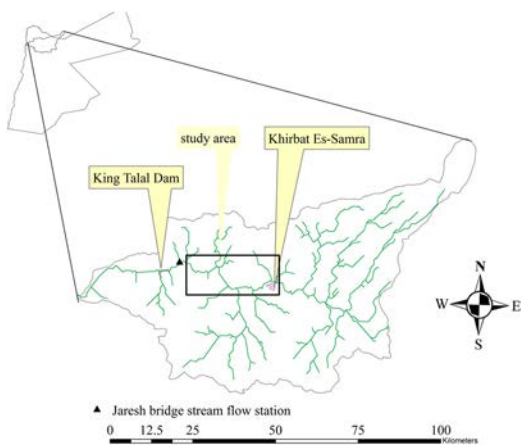 study area
Khirbat Es-Samra
King Talal Dam
N
W
E
S
Jaresh bridge stream flow station
0 12.5 25 50 75 100
Kilometers